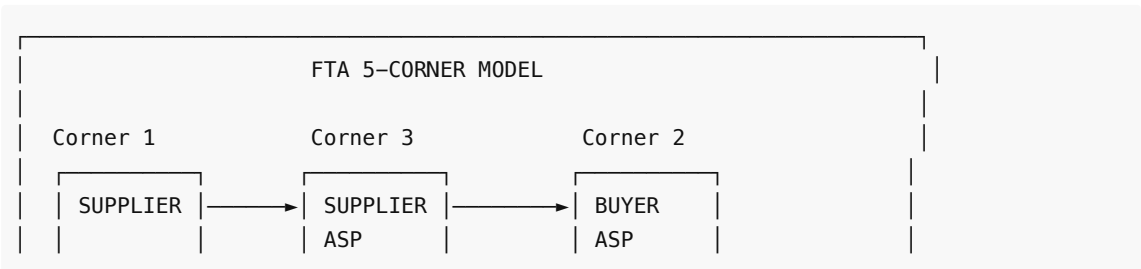 FTA 5-CORNER MODEL
Corner 1 Corner 3 Corner 2
SUPPLIER SUPPLIER BUYER
ASP ASP